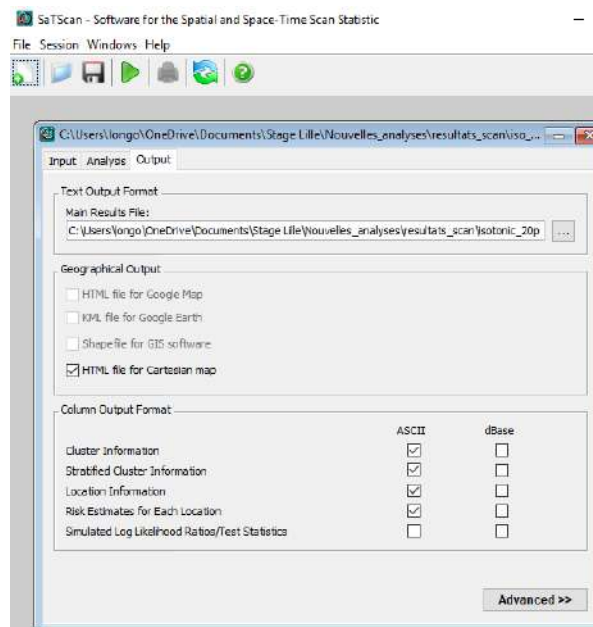 SaTScan - Software for the Spatial and Space-Time Scan Statistic
File Session Windows Help
C:\Users\longo\OneDrive\Documents\Stage Lille\Nouvelles_analyses\resultats_scan\iso_...
Input Analysis Output
Text Output Format
Main Results File:
C:\Users\longo\OneDrive\Documents\Stage Lille\Nouvelles_analyses\resultats_scan\isotonic_20p ...
Geographical Output
HTML file for Google Map
KML file for Google Earth
Shapefile for GIS software
HTML file for Cartesian map
Column Output Format
ASCII dBase
Cluster Information
Stratified Cluster Information
Location Information
Risk Estimates for Each Location
Simulated Log Likelihood Ratios/Test Statistics
Advanced >>